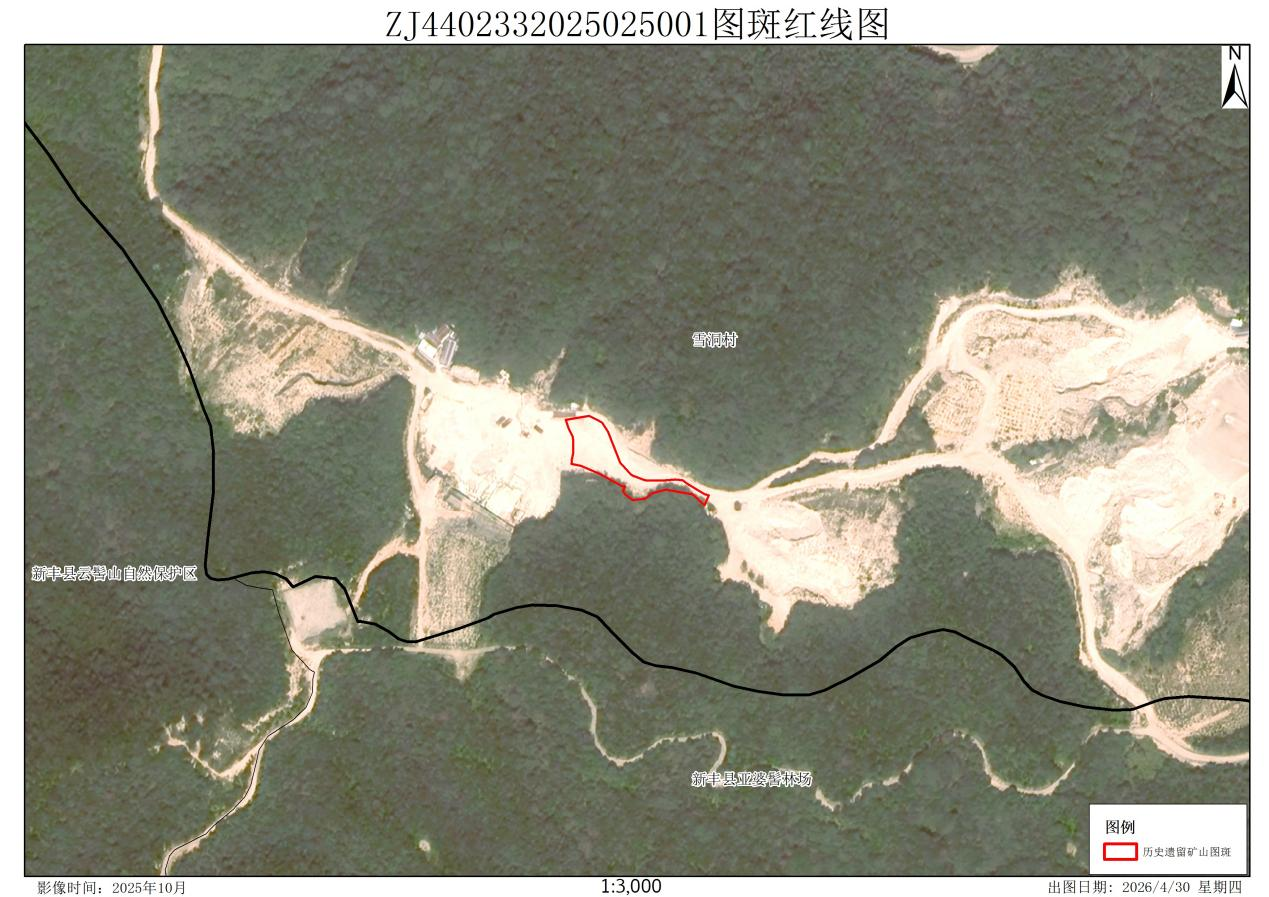 ZJ4402332025025001图斑红线图
N
雪洞村
新丰县云髻山自然保护区
新丰县亚婆髻林场
图例
历史遗留矿山图斑
影像时间：2025年10月
1:3,000
出图日期：2026/4/30 星期四